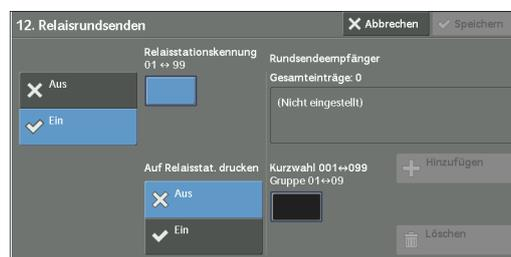 12. Relaisrundsenden
Abbrechen
Speichern
Aus
Ein
Relaisstationskennung
01 ↔ 99
Auf Relaisstat. drucken
Aus
Ein
Rundsendeempfänger
Gesamteinträge: 0
(Nicht eingestellt)
Kurzwahl 001↔099
Gruppe 01↔09
Hinzufügen
Löschen